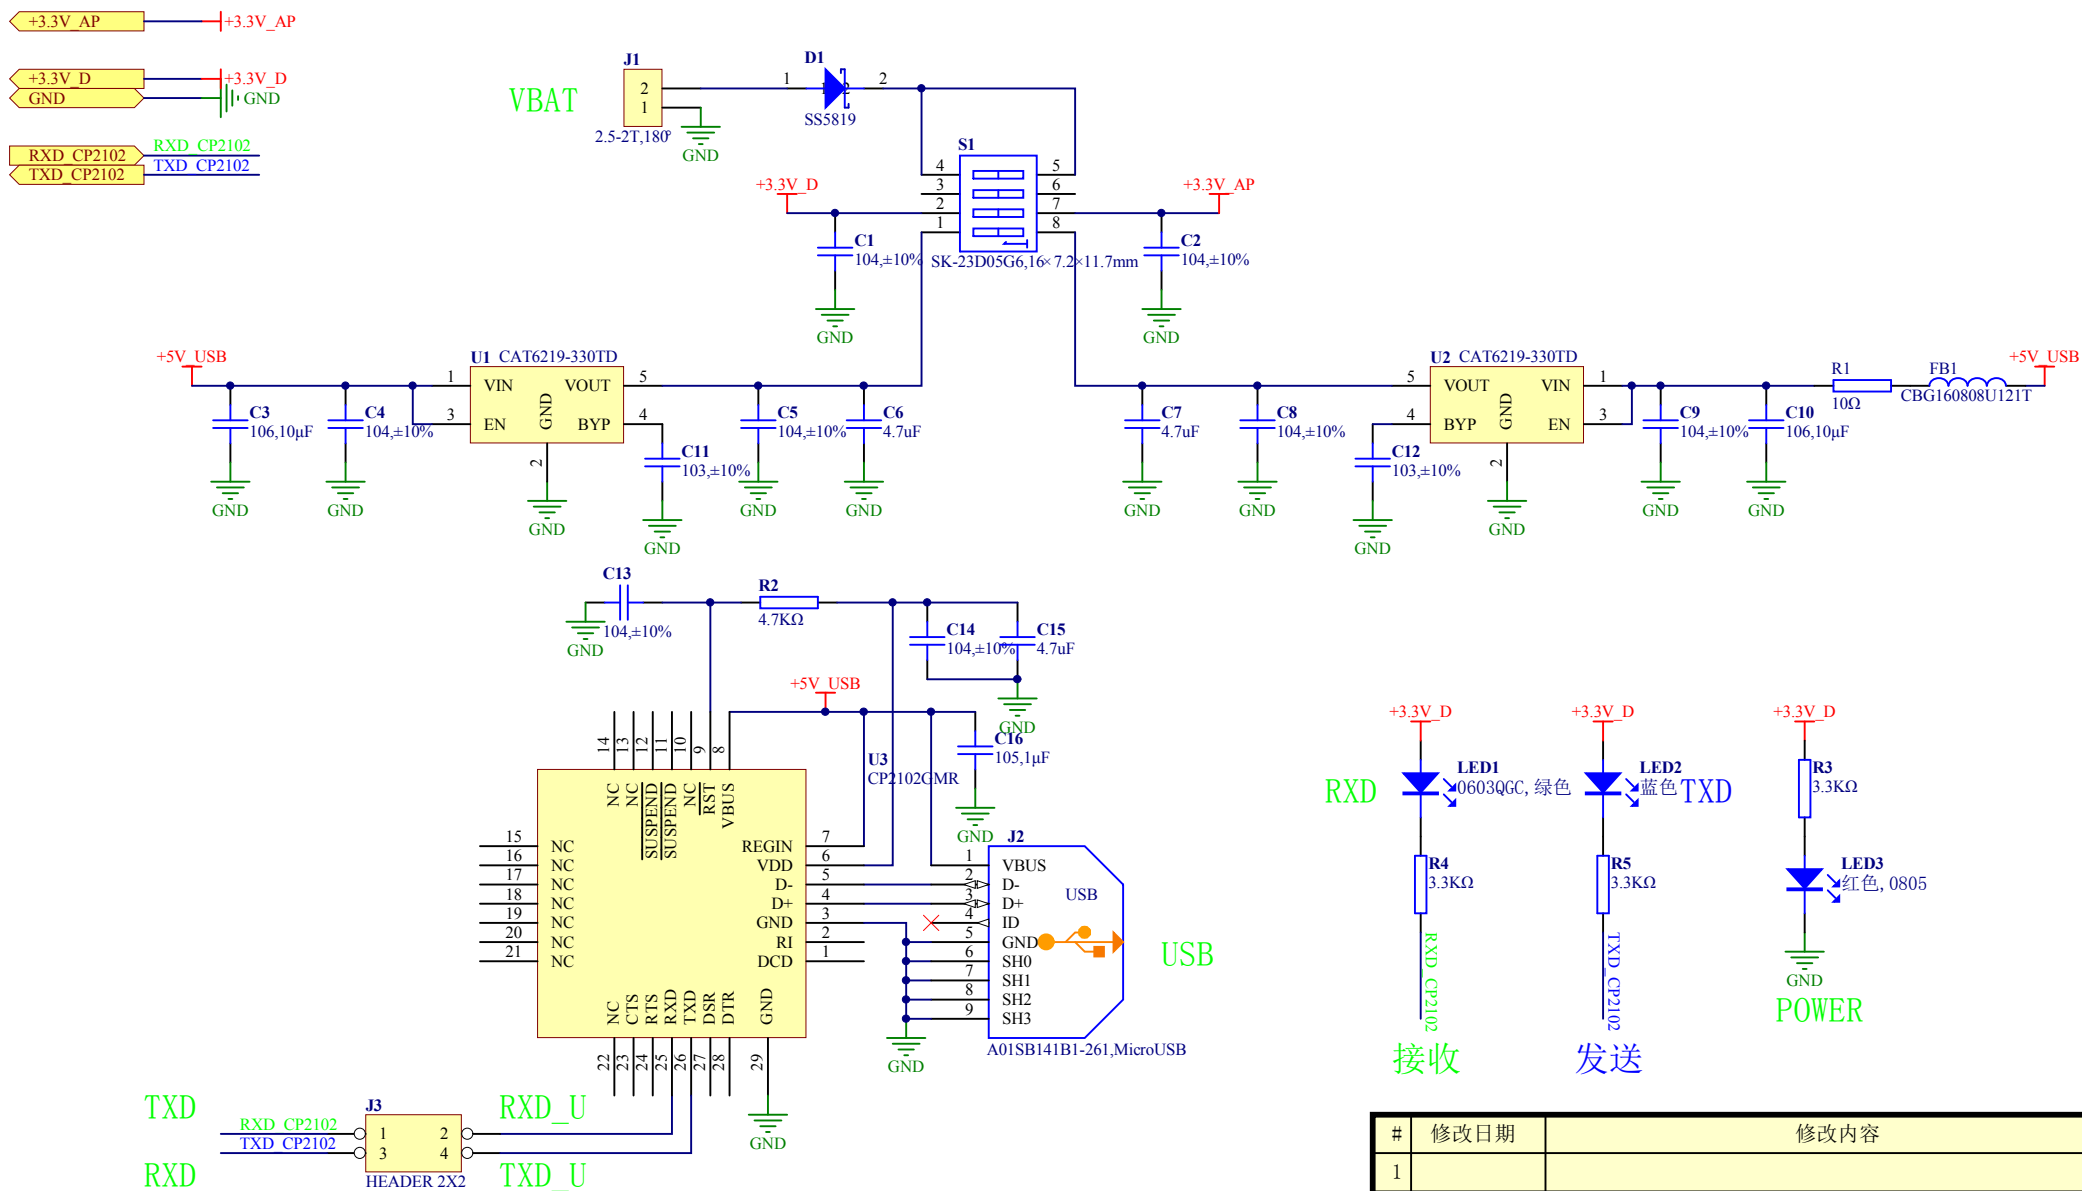 +3.3V_AP
+3.3V_AP
+3.3V_D
+3.3V_D
GND
GND
RXD_CP2102
RXD_CP2102
TXD_CP2102
TXD_CP2102
VBAT
J1
2
1
2.5-2T,180°
GND
D1
1
1 2
2
SS5819
S1
4
3
2
1
5
6
7
8
SK-23D05G6,16×7.2×11.7mm
+3.3V_D
C1
104,±10%
GND
+3.3V_AP
C2
104,±10%
GND
+5V_USB
C3
106,10μF
GND
C4
104,±10%
GND
U1 CAT6219-330TD
1
VIN
VOUT
5
3
EN
GND
BYP
4
2
GND
C11
103,±10%
GND
C5
104,±10%
GND
C6
4.7uF
GND
C7
4.7uF
GND
C8
104,±10%
GND
U2 CAT6219-330TD
5
VOUT
VIN
1
4
BYP
GND
EN
3
2
GND
C12
103,±10%
GND
C9
104,±10%
GND
C10
106,10μF
GND
R1
10Ω
FB1
CBG160808U121T
+5V_USB
C13
104,±10%
GND
R2
4.7KΩ
C14
104,±10%
C15
4.7uF
GND
+5V_USB
C16
105,1μF
GND
U3
CP2102GMR
14
13
12
11
10
9
8
NC
NC
SUSPEND
SUSPEND
NC
RST
VBUS
15
NC
16
NC
17
NC
18
NC
19
NC
20
NC
21
NC
REGIN
7
VDD
6
D-
5
D+
4
GND
3
RI
2
DCD
1
NC
CTS
RTS
RXD
TXD
DSR
DTR
GND
22
23
24
25
26
27
28
29
GND
J2
1
VBUS
2
D-
3
D+
4
ID
5
GND
6
SH0
7
SH1
8
SH2
9
SH3
USB
A01SB141B1-261,MicroUSB
GND
USB
TXD
RXD_CP2102
TXD_CP2102
RXD
J3
1
2
3
4
HEADER 2X2
RXD_U
TXD_U
+3.3V_D
RXD
LED1
0603QGC,绿色
R4
3.3KΩ
RXD_CP2102
接收
+3.3V_D
LED2
蓝色
TXD
R5
3.3KΩ
TXD_CP2102
发送
+3.3V_D
R3
3.3KΩ
LED3
红色,0805
GND
POWER
#
修改日期
修改内容
1